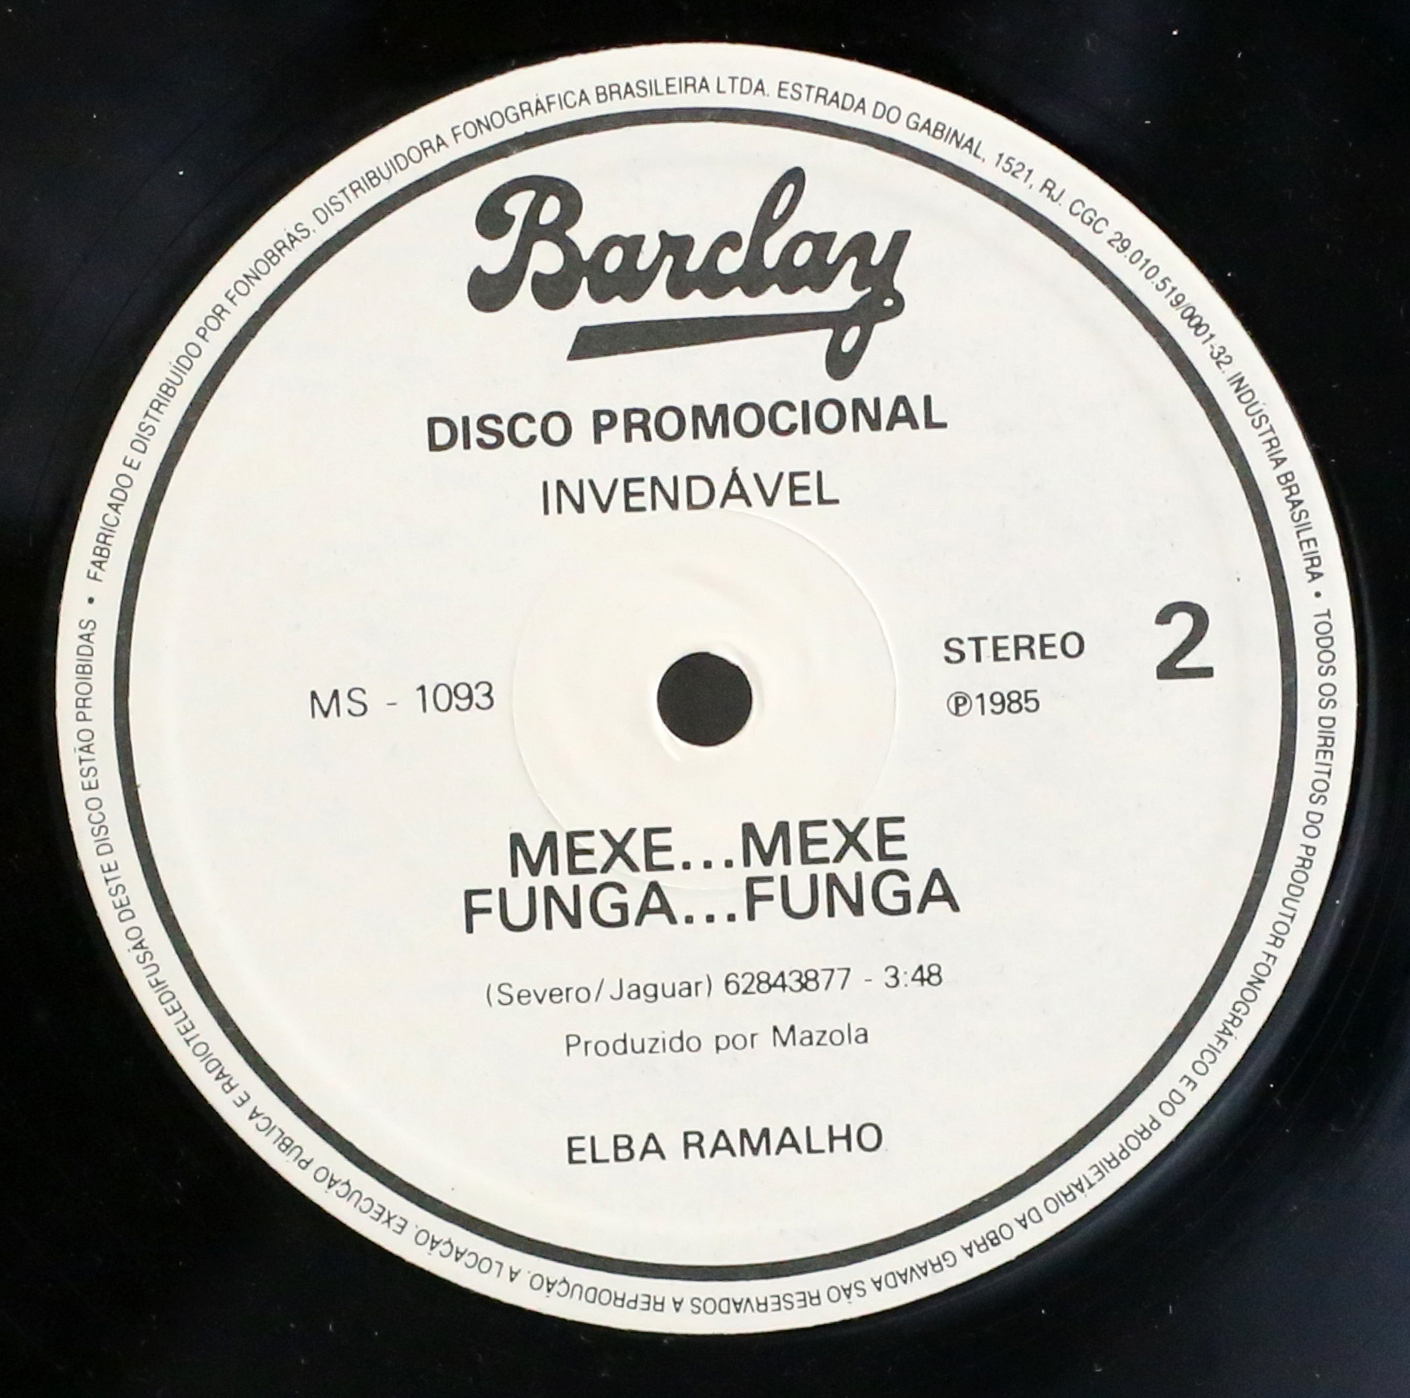 Barclay
DISCO PROMOCIONAL
INVENDÁVEL
STEREO
2
MS - 1093
℗1985
MEXE...MEXE
FUNGA...FUNGA
(Severo/Jaguar) 62843877 - 3:48
Produzido por Mazola
ELBA RAMALHO
• FABRICADO E DISTRIBUÍDO POR FONOBRÁS. DISTRIBUIDORA FONOGRÁFICA BRASILEIRA LTDA. ESTRADA DO GABINAL, 1521, RJ. CGC 29.010.519/0001-32. INDÚSTRIA BRASILEIRA • TODOS OS DIREITOS DO PRODUTOR FONOGRÁFICO E DO PROPRIETÁRIO DA OBRA GRAVADA SÃO RESERVADOS A REPRODUÇÃO. A LOCAÇÃO. EXECUÇÃO PÚBLICA E RADIOTELEDIFUSÃO DESTE DISCO ESTÃO PROIBIDAS